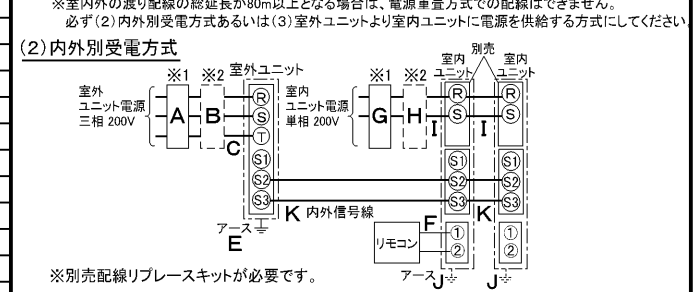 ※室内外の渡り配線の総延長が80m以上となる場合は、電源重畳方式での配線はできません。
必ず(2)内外別受電方式あるいは(3)室外ユニットより室内ユニットに電源を供給する方式にしてください
(2)内外別受電方式
別売
※1 ※2 室外ユニット ※1 ※2 室内ユニット 室内ユニット
室外
ユニット電源
三相 200V
A B C
R
S
T
S1
S2
S3
室内
ユニット電源
単相 200V
G H I I
R
S
R
S
S1
S2
S3
S1
S2
S3
K 内外信号線
K
アース
E
リモコン
F
①
②
①
②
アース J J
※別売配線リプレースキットが必要です。